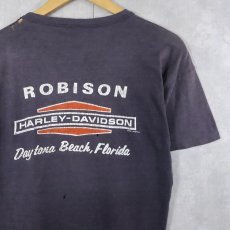 ROBISON
HARLEY-DAVIDSON
Daytona Beach, Florida